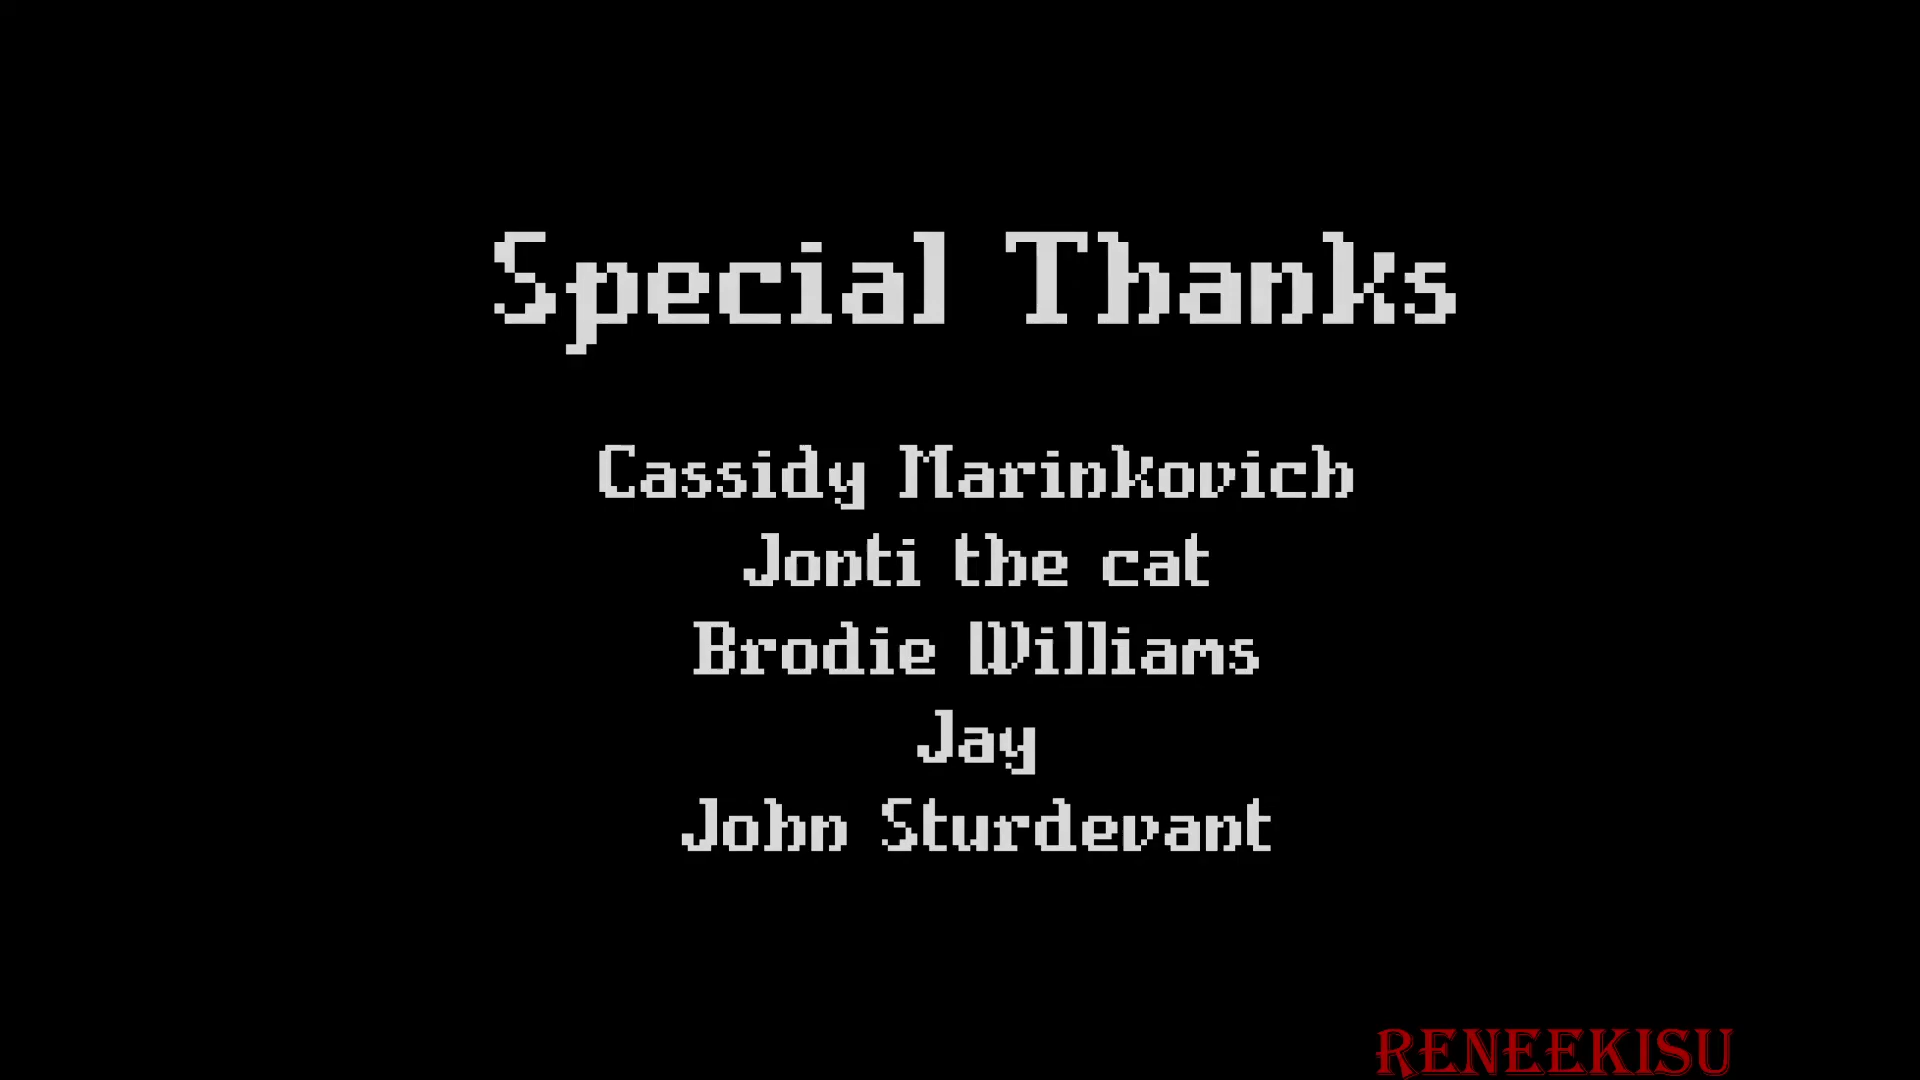 Special Thanks
Cassidy Marinkovich
Jonti the cat
Brodie Williams
Jay
John Sturdevant
RENEEKISU